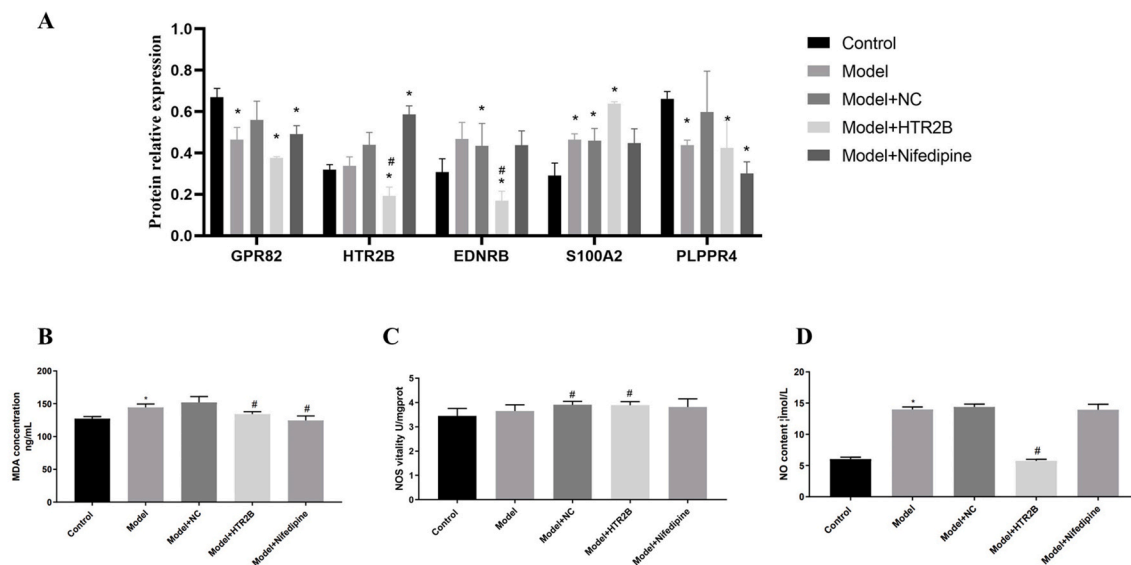 A
Protein relative expression
1.0
0.8
0.6
0.4
0.2
0.0
* * *
# * *
* # *
* * *
* * *
GPR82 HTR2B EDNRB S100A2 PLPPR4
Control
Model
Model+NC
Model+HTR2B
Model+Nifedipine
B
MDA concentration
ng/mL
200
150
100
50
0
* # #
Control Model Model+NC Model+HTR2B Model+Nifedipine
C
NOS vitality U/mgprot
5
4
3
2
1
0
# #
Control Model Model+NC Model+HTR2B Model+Nifedipine
D
NO content ¦Ìmol/L
20
15
10
5
0
* #
Control Model Model+NC Model+HTR2B Model+Nifedipine